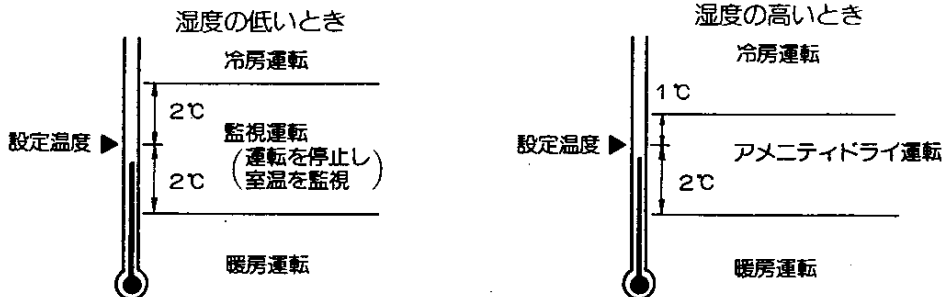 湿度の低いとき
冷房運転
2℃
設定温度
監視運転
(運転を停止し
室温を監視)
2℃
暖房運転
湿度の高いとき
冷房運転
1℃
設定温度
アメニティドライ運転
2℃
暖房運転